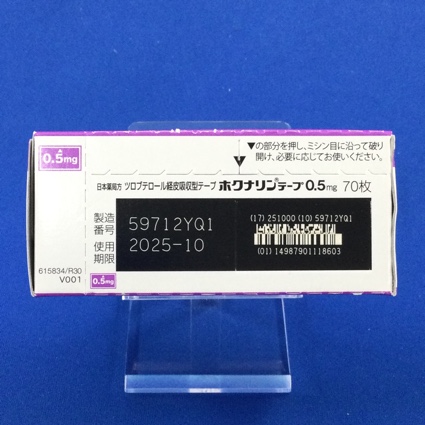 0.5mg
▼の部分を押し、ミシン目に沿って破り
開け、必要に応じてお使いください。
日本薬局方 ツロブテロール経皮吸収型テープ ホクナリン®テープ0.5mg 70枚
製造番号 59712YQ1
使用期限 2025-10
(17) 251000 (10) 59712YQ1
(01) 14987901118603
615834/R30
V001
0.5mg